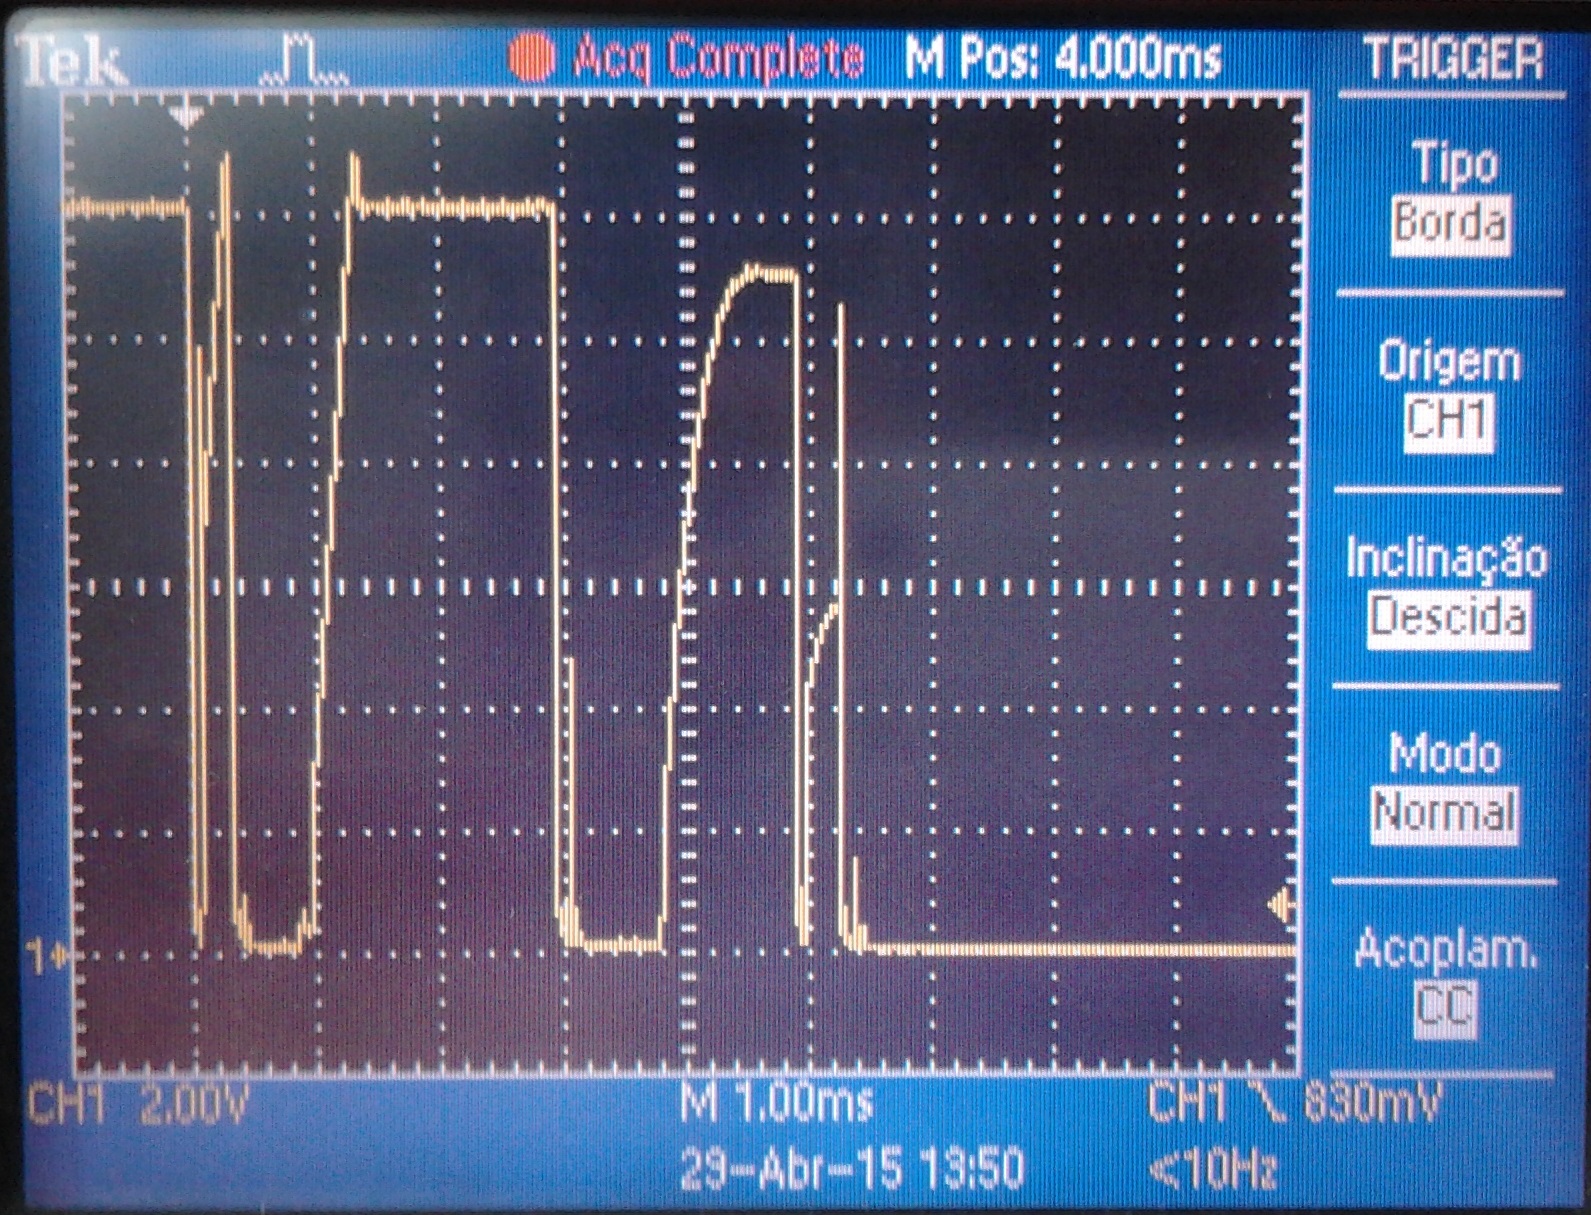 Tek Acq Complete M Pos: 4.000ms TRIGGER
Tipo
Borda
Origem
CH1
Inclinação
Descida
Modo
Normal
Acoplam.
CC
1
CH1 2.00V M 1.00ms CH1 830mV
29-Abr-15 13:50 <10Hz